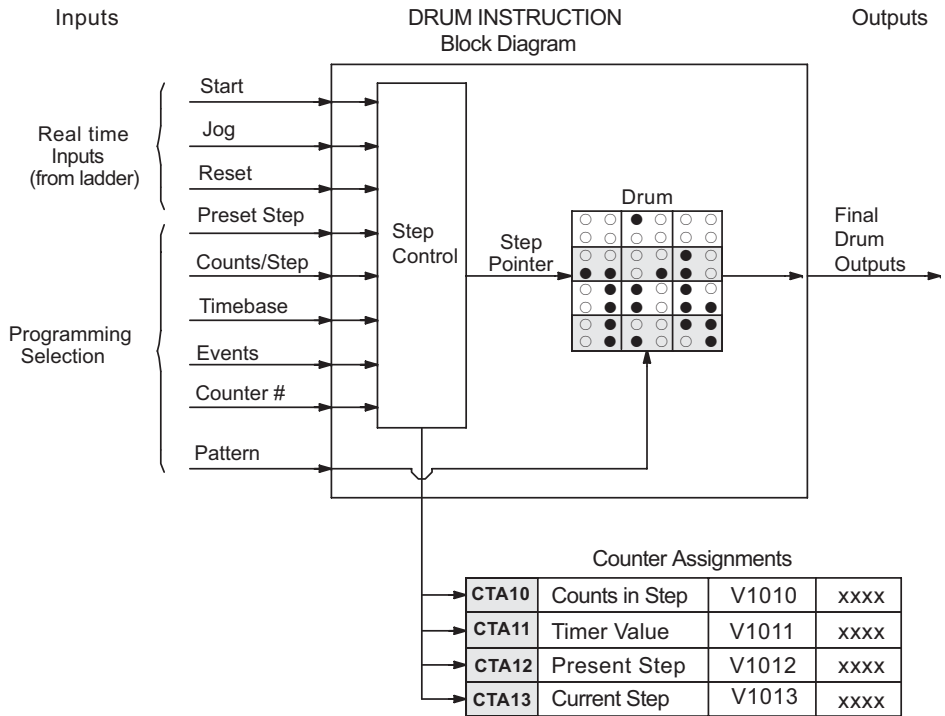 Inputs
DRUM INSTRUCTION
Block Diagram
Outputs
Real time
Inputs
(from ladder)
Start
Jog
Reset
Programming
Selection
Preset Step
Counts/Step
Timebase
Events
Counter #
Pattern
Step
Control
Step
Pointer
Drum
Final
Drum
Outputs
Counter Assignments
CTA10 Counts in Step V1010 xxxx
CTA11 Timer Value V1011 xxxx
CTA12 Present Step V1012 xxxx
CTA13 Current Step V1013 xxxx